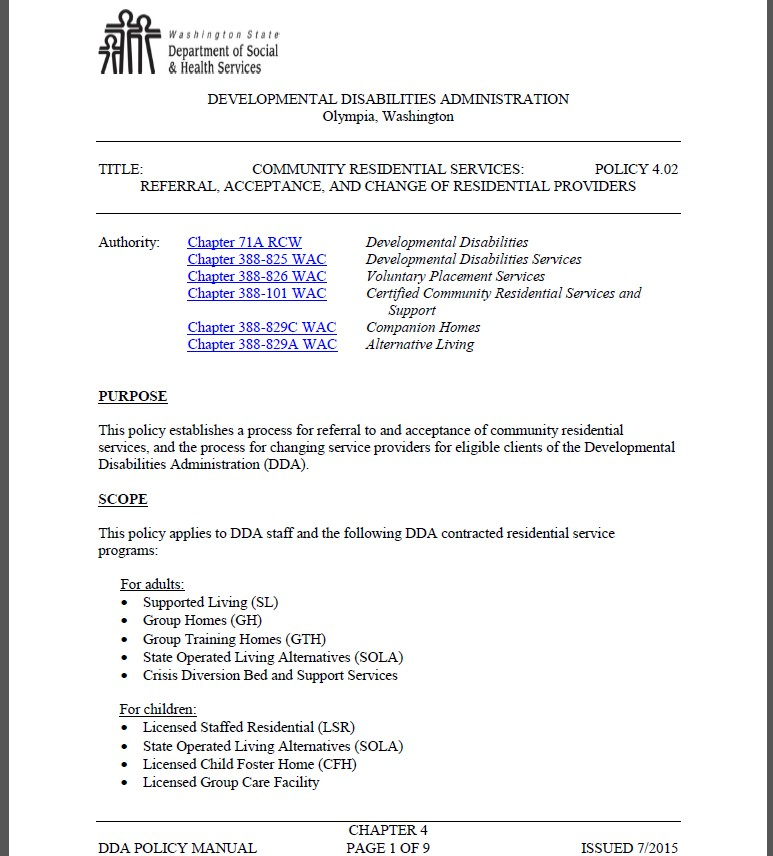 Washington State
Department of Social
& Health Services
DEVELOPMENTAL DISABILITIES ADMINISTRATION
Olympia, Washington
TITLE: COMMUNITY RESIDENTIAL SERVICES: POLICY 4.02
REFERRAL, ACCEPTANCE, AND CHANGE OF RESIDENTIAL PROVIDERS
Authority: Chapter 71A RCW Developmental Disabilities
Chapter 388-825 WAC Developmental Disabilities Services
Chapter 388-826 WAC Voluntary Placement Services
Chapter 388-101 WAC Certified Community Residential Services and
Support
Chapter 388-829C WAC Companion Homes
Chapter 388-829A WAC Alternative Living
PURPOSE
This policy establishes a process for referral to and acceptance of community residential
services, and the process for changing service providers for eligible clients of the Developmental
Disabilities Administration (DDA).
SCOPE
This policy applies to DDA staff and the following DDA contracted residential service
programs:
For adults:
• Supported Living (SL)
• Group Homes (GH)
• Group Training Homes (GTH)
• State Operated Living Alternatives (SOLA)
• Crisis Diversion Bed and Support Services
For children:
• Licensed Staffed Residential (LSR)
• State Operated Living Alternatives (SOLA)
• Licensed Child Foster Home (CFH)
• Licensed Group Care Facility
CHAPTER 4
DDA POLICY MANUAL PAGE 1 OF 9 ISSUED 7/2015